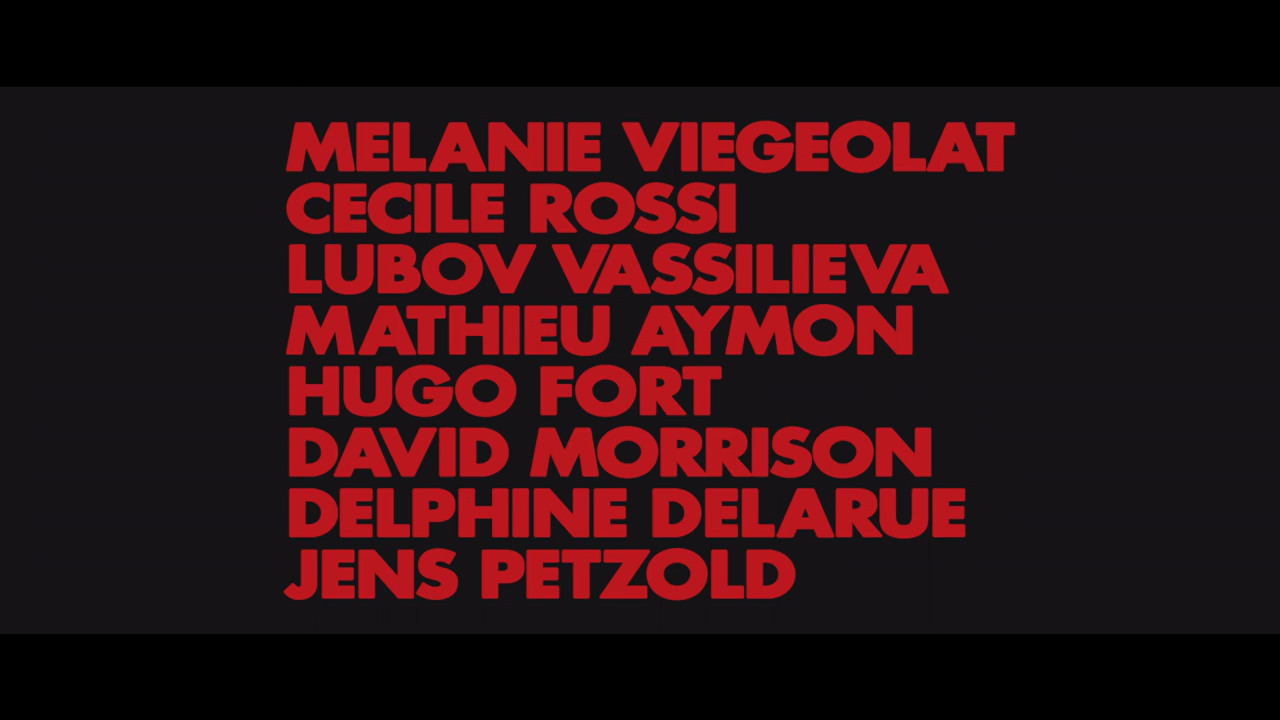 MELANIE VIEGEOLAT
CECILE ROSSI
LUBOV VASSILIEVA
MATHIEU AYMON
HUGO FORT
DAVID MORRISON
DELPHINE DELARUE
JENS PETZOLD